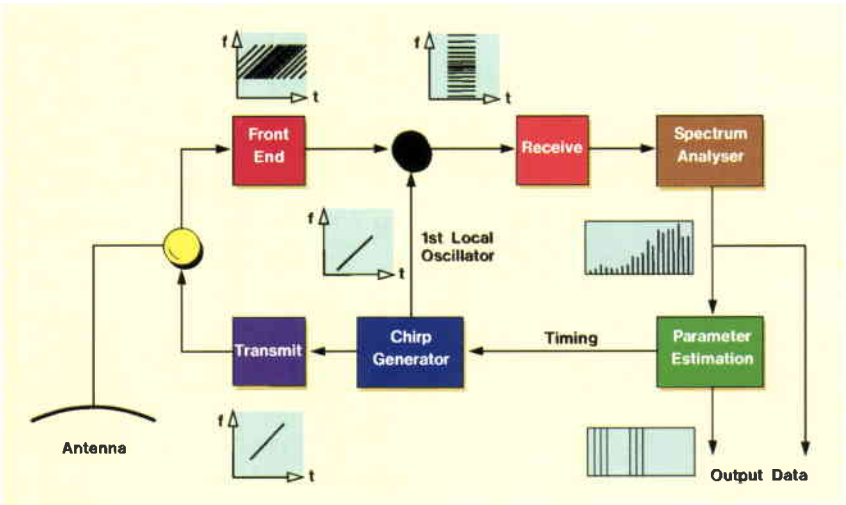 f
t
f
t
Front
End
Receive
Spectrum
Analyser
f
t
1st Local
Oscillator
Transmit
Chirp
Generator
Timing
Parameter
Estimation
f
t
Antenna
Output Data